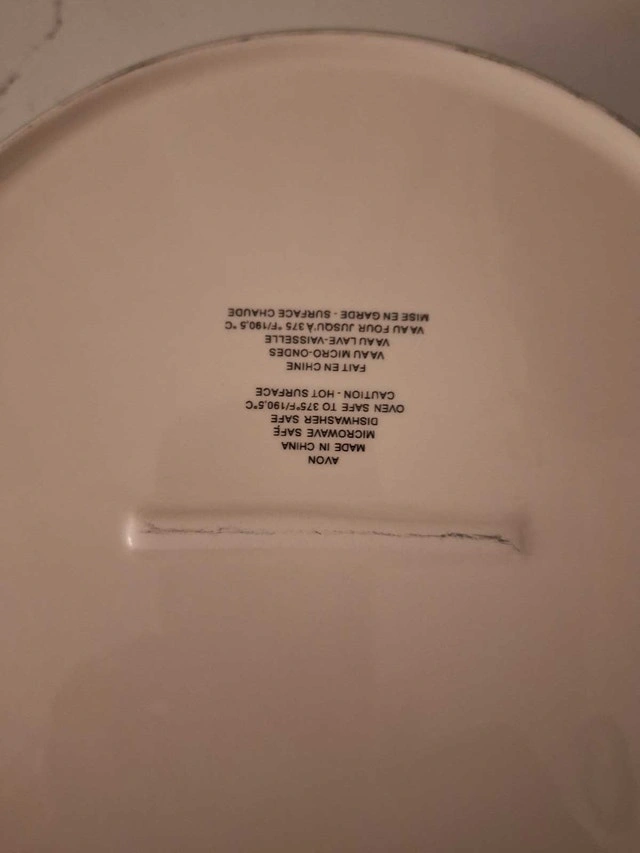 AVON
MADE IN CHINA
MICROWAVE SAFE
DISHWASHER SAFE
OVEN SAFE TO 375°F/190,5°C
CAUTION - HOT SURFACE
FAIT EN CHINE
VA AU MICRO-ONDES
VA AU LAVE-VAISSELLE
VA AU FOUR JUSQU'À 375 °F/190,5 °C
MISE EN GARDE - SURFACE CHAUDE